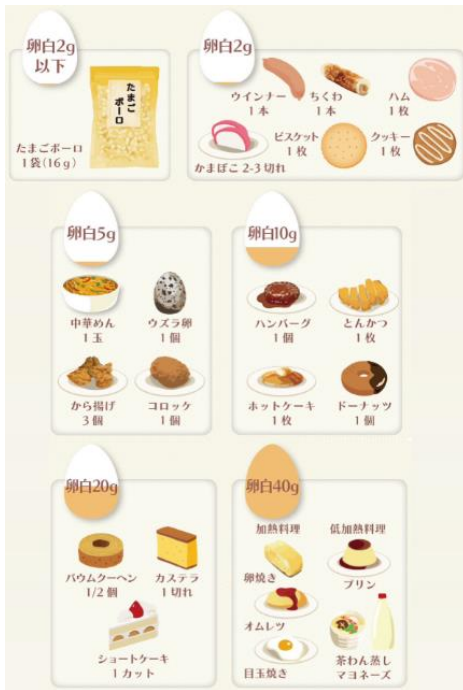 卵白2g
以下
たまご
ボーロ
たまごボーロ
1袋(16g)
卵白2g
ウインナー
1本
ちくわ
1本
ハム
1枚
かまぼこ 2-3切れ
ビスケット
1枚
クッキー
1枚
卵白5g
中華めん
1玉
ウズラ卵
1個
から揚げ
3個
コロッケ
1個
卵白10g
ハンバーグ
1個
とんかつ
1枚
ホットケーキ
1枚
ドーナッツ
1個
卵白20g
バウムクーヘン
1/2個
カステラ
1切れ
ショートケーキ
1カット
卵白40g
加熱料理
卵焼き
オムレツ
目玉焼き
低加熱料理
プリン
茶わん蒸し
マヨネーズ